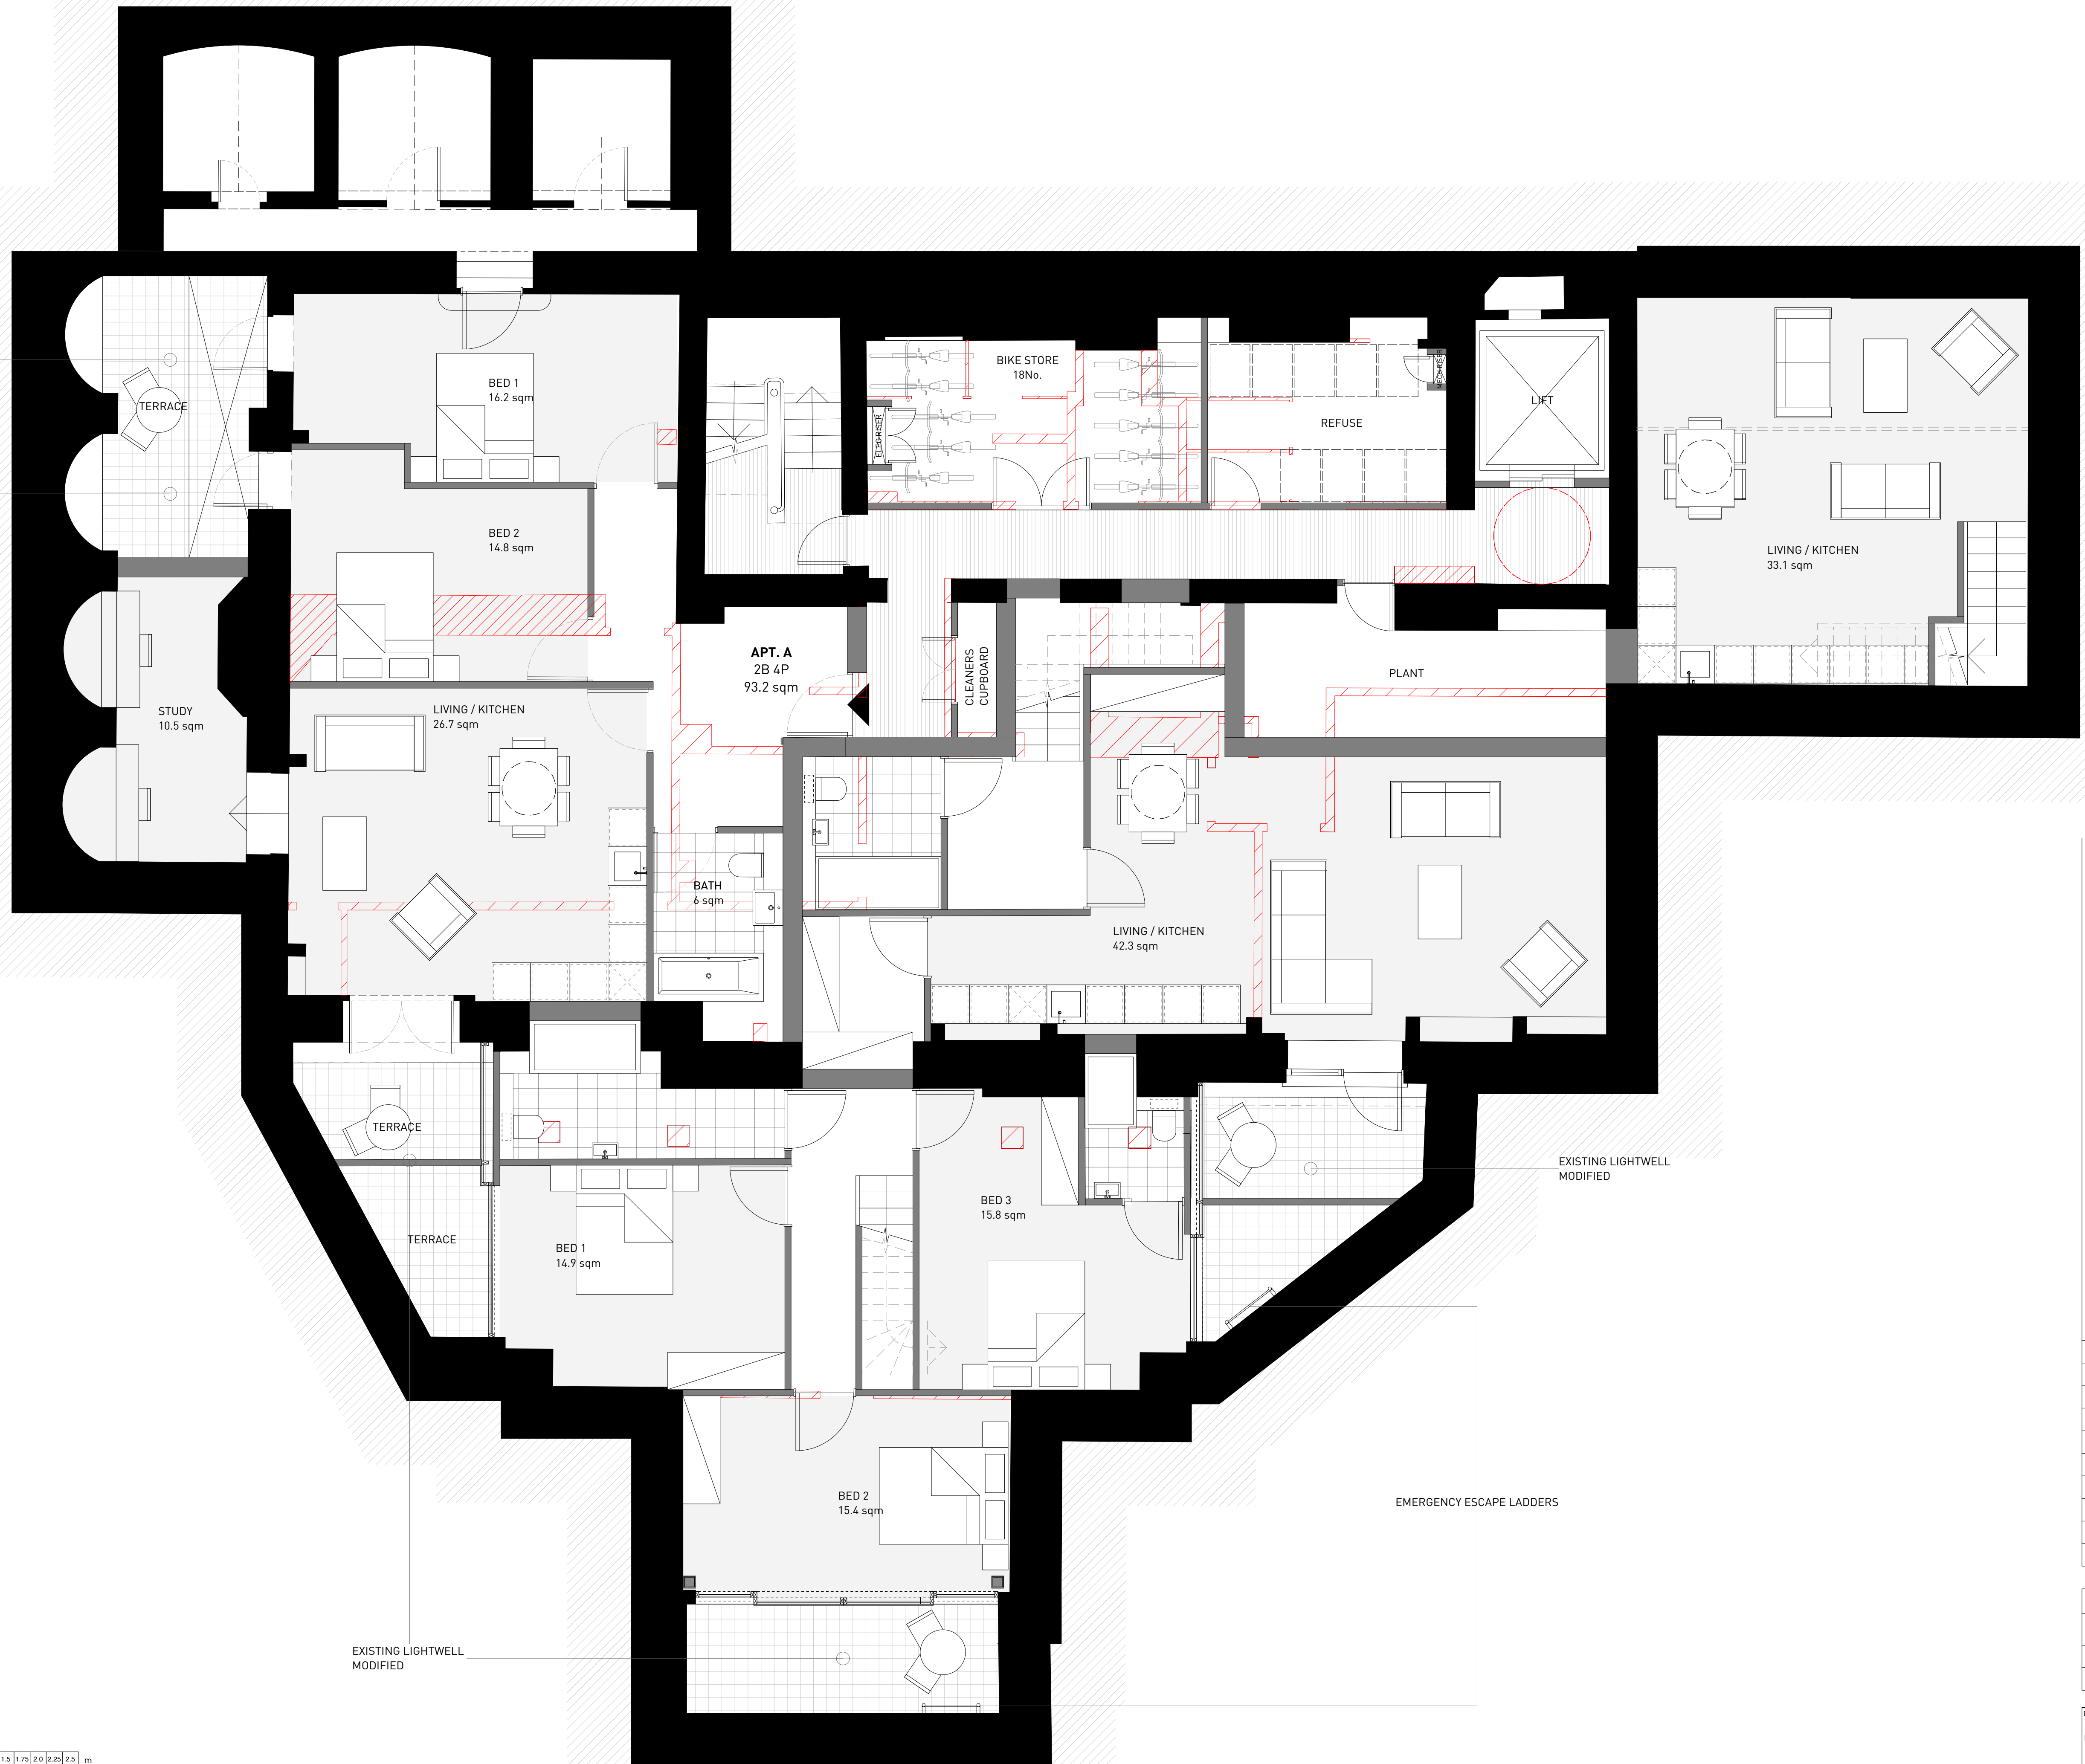 BIKE STORE
18No.
MECH RISER
BED 1
16.2 sqm
TERRACE
ELEC RISER
REFUSE
LIFT
BED 2
14.8 sqm
LIVING / KITCHEN
33.1 sqm
APT. A
2B 4P
93.2 sqm
CLEANERS
CUPBOARD
PLANT
STUDY
10.5 sqm
LIVING / KITCHEN
26.7 sqm
BATH
6 sqm
LIVING / KITCHEN
42.3 sqm
TERRACE
EXISTING LIGHTWELL
MODIFIED
BED 3
15.8 sqm
TERRACE
BED 1
14.9 sqm
BED 2
15.4 sqm
EMERGENCY ESCAPE LADDERS
EXISTING LIGHTWELL
MODIFIED
1.5 1.75 2.0 2.25 2.5 m